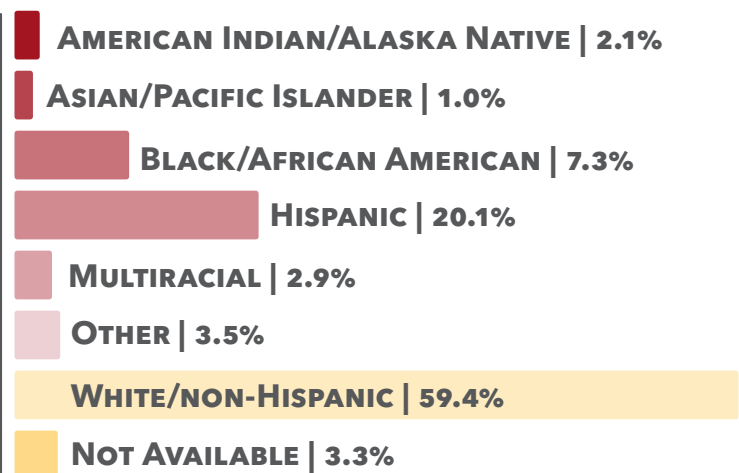 American Indian/Alaska Native | 2.1%
Asian/Pacific Islander | 1.0%
Black/African American | 7.3%
Hispanic | 20.1%
Multiracial | 2.9%
Other | 3.5%
White/non-Hispanic | 59.4%
Not Available | 3.3%